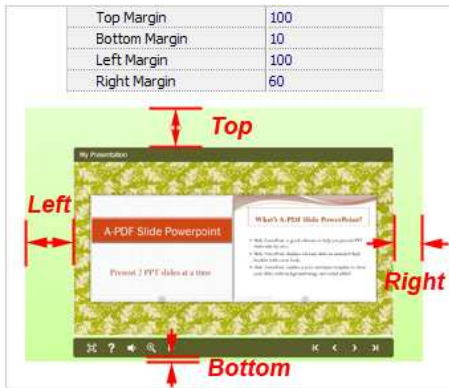 Top Margin 100
Bottom Margin 10
Left Margin 100
Right Margin 60
Top
My Presentation
Left
A-PDF Slide Powerpoint
What's A-PDF Slide PowerPoint?
Present 2 PPT slides at a time
Right
Bottom